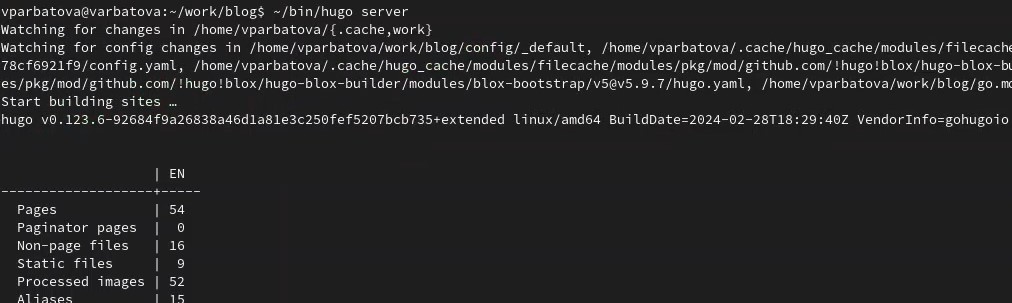 vparbatova@varbatova:~/work/blog$ ~/bin/hugo server
Watching for changes in /home/vparbatova/{.cache,work}
Watching for config changes in /home/vparbatova/work/blog/config/_default, /home/vparbatova/.cache/hugo_cache/modules/filecache
78cf6921f9/config.yaml, /home/vparbatova/.cache/hugo_cache/modules/filecache/modules/pkg/mod/github.com/!hugo!blox/hugo-blox-bu
es/pkg/mod/github.com/!hugo!blox/hugo-blox-builder/modules/blox-bootstrap/v5@v5.9.7/hugo.yaml, /home/vparbatova/work/blog/go.mo
Start building sites …
hugo v0.123.6-92684f9a26838a46d1a81e3c250fef5207bcb735+extended linux/amd64 BuildDate=2024-02-28T18:29:40Z VendorInfo=gohugoio
                   | EN
-------------------+-----
  Pages            | 54
  Paginator pages  |  0
  Non-page files   | 16
  Static files     |  9
  Processed images | 52
  Aliases          | 15